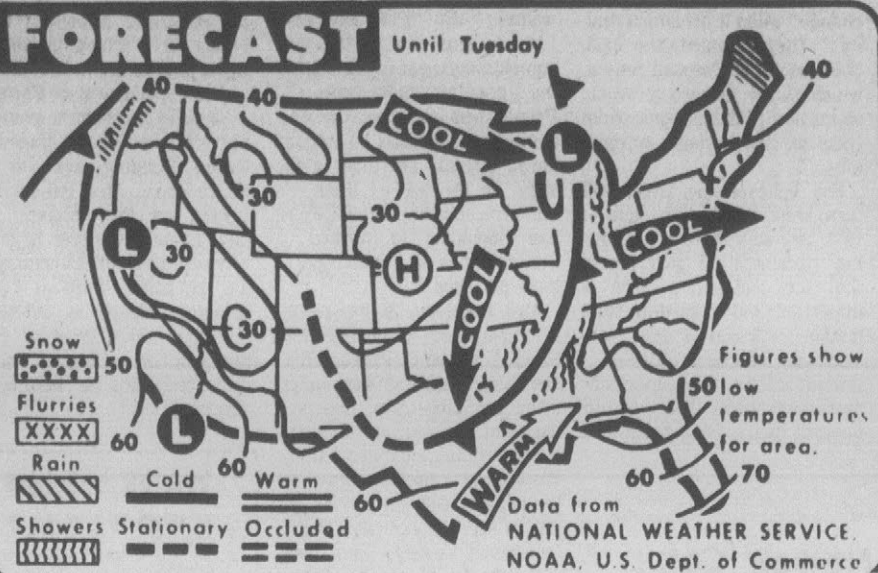 FORECAST
Until Tuesday
40
40
COOL
L
40
30
30
COOL
L
30
H
COOL
30
Snow
50
Flurries
XXXX
60
L
60
Rain
Showers
Cold
Warm
Stationary
Occluded
60
WARM
Figures show
50 low
temperatures
for area.
60
70
Data from
NATIONAL WEATHER SERVICE,
NOAA, U.S. Dept. of Commerce